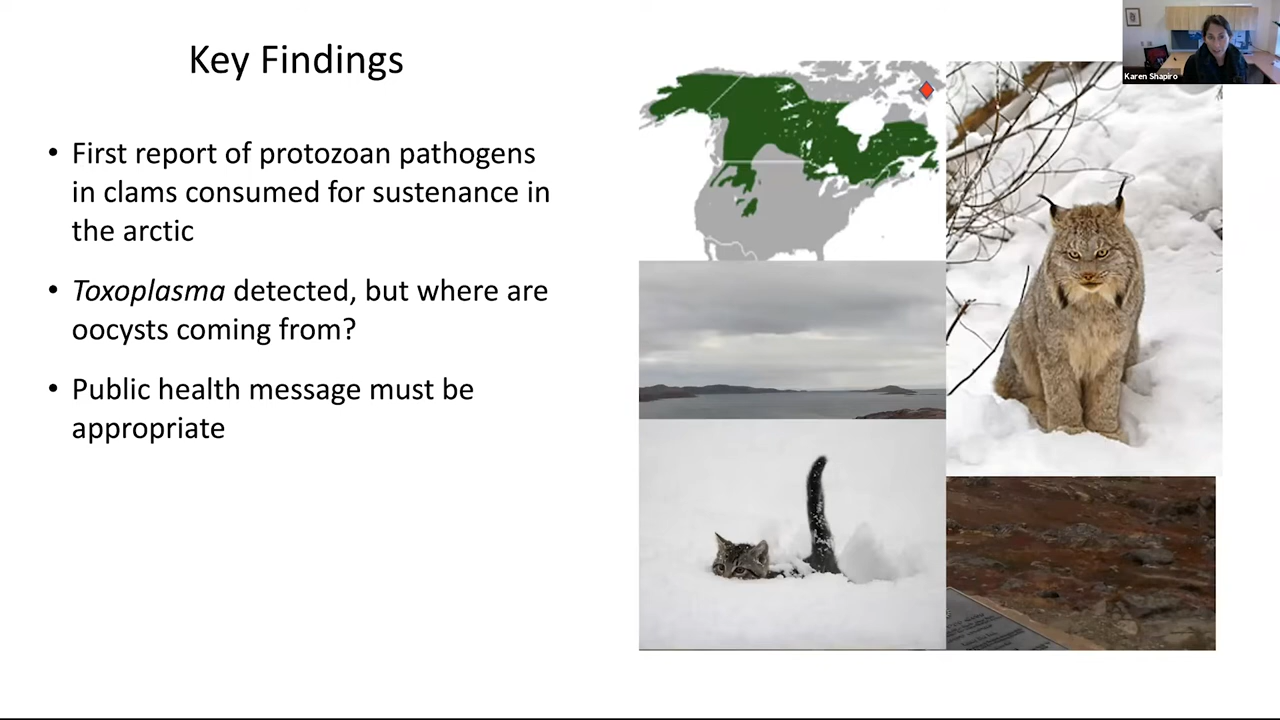 Key Findings
• First report of protozoan pathogens
in clams consumed for sustenance in
the arctic
• Toxoplasma detected, but where are
oocysts coming from?
• Public health message must be
appropriate
Karen Shapiro